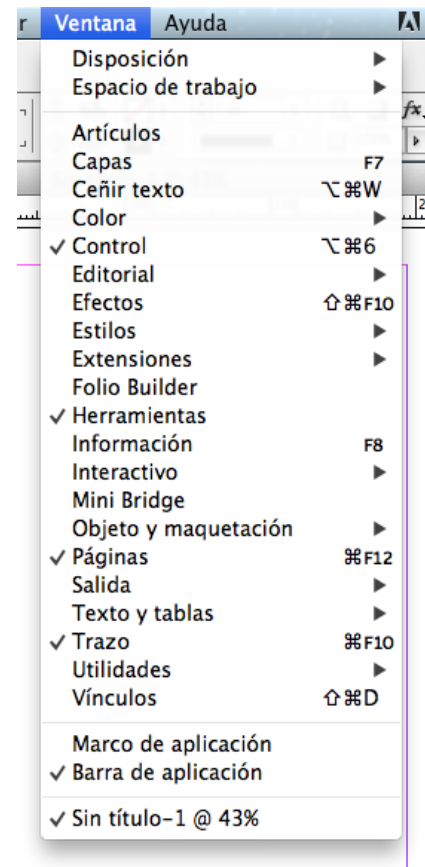 r Ventana Ayuda
Disposición
Espacio de trabajo
fx
Artículos
Capas F7
Ceñir texto ⌥⌘W
Color
✓ Control ⌥⌘6
Editorial
Efectos ⇧⌘F10
Estilos
Extensiones
Folio Builder
✓ Herramientas
Información F8
Interactivo
Mini Bridge
Objeto y maquetación
✓ Páginas ⌘F12
Salida
Texto y tablas
✓ Trazo ⌘F10
Utilidades
Vínculos ⇧⌘D
Marco de aplicación
✓ Barra de aplicación
✓ Sin título-1 @ 43%